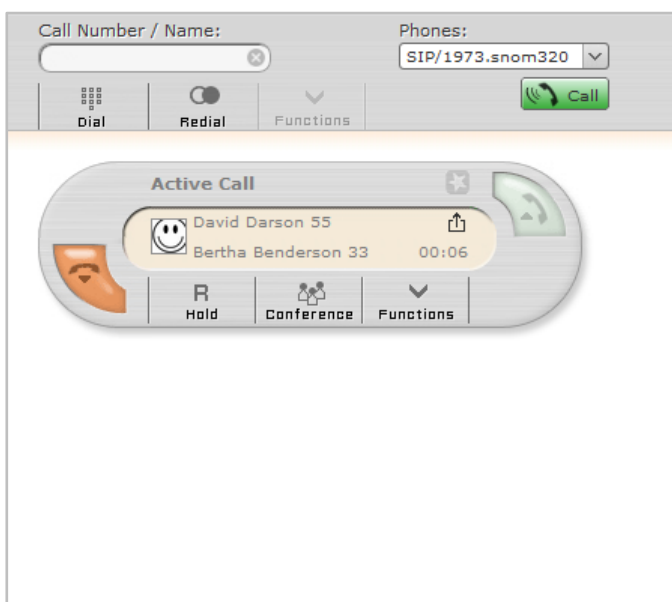 Call Number / Name:
Phones:
SIP/1973.snom320
Call
Dial
Redial
Functions
Active Call
David Darson 55
Bertha Benderson 33
00:06
R
Hold
Conference
Functions